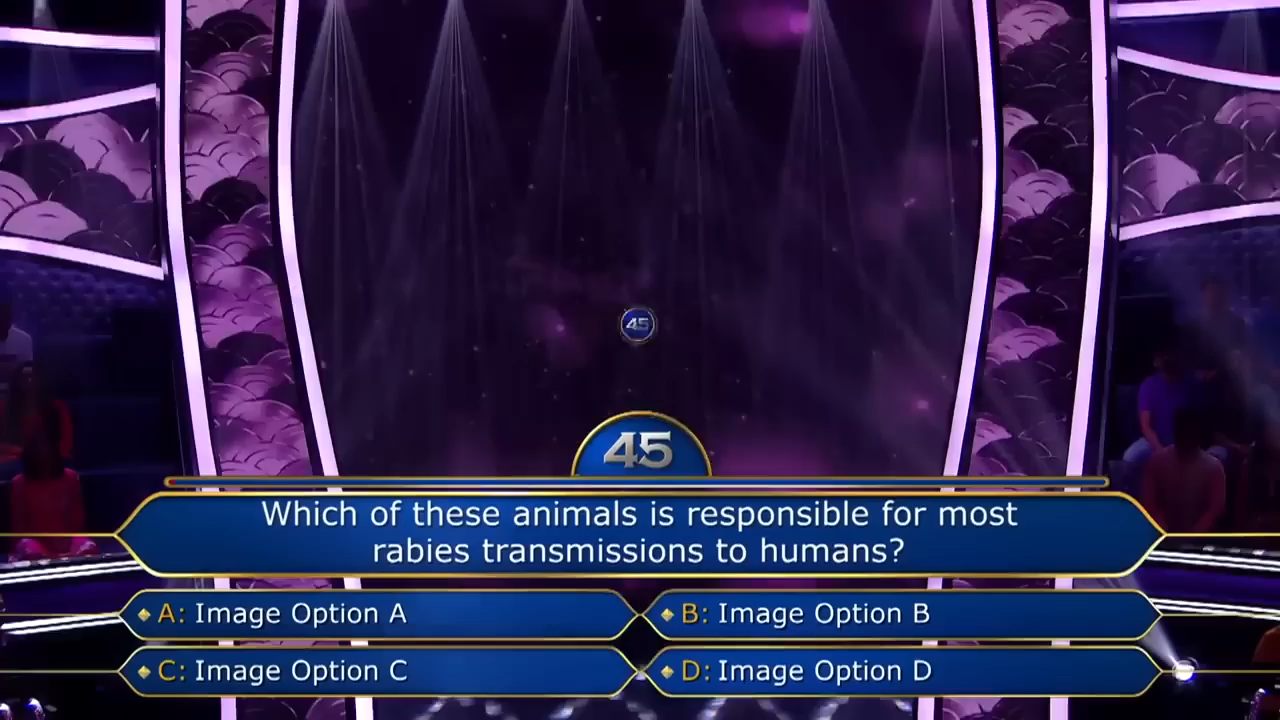 45
45
Which of these animals is responsible for most
rabies transmissions to humans?
A: Image Option A
B: Image Option B
C: Image Option C
D: Image Option D